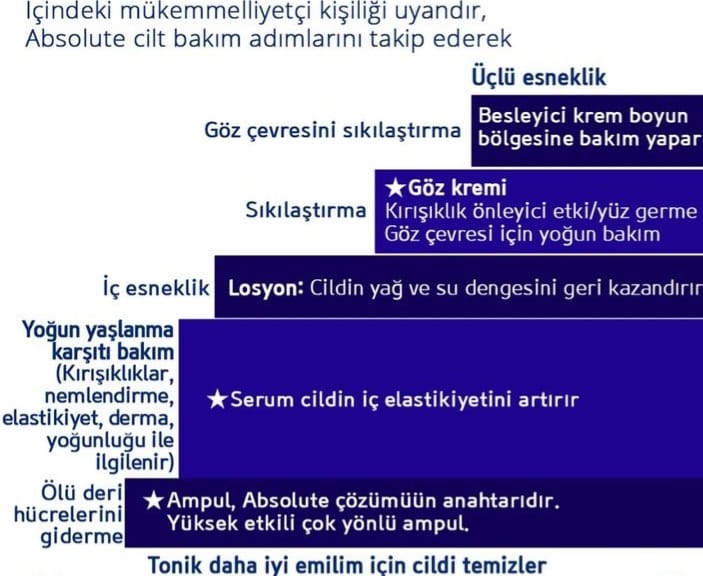 İçindeki mükemmelliyetçi kişiliği uyandır,
Absolute cilt bakım adımlarını takip ederek
Üçlü esneklik
Göz çevresini sıkılaştırma
Besleyici krem boyun
bölgesine bakım yapar
Sıkılaştırma
★Göz kremi
Kırışıklık önleyici etki/yüz germe
Göz çevresi için yoğun bakım
İç esneklik
Losyon: Cildin yağ ve su dengesini geri kazandırır
Yoğun yaşlanma
karşıtı bakım
(Kırışıklıklar,
nemlendirme,
elastikiyet, derma,
yoğunluğu ile
ilgilenir)
★Serum cildin iç elastikiyetini artırır
Ölü deri
hücrelerini
giderme
★Ampul, Absolute çözümüün anahtarıdır.
Yüksek etkili çok yönlü ampul.
Tonik daha iyi emilim için cildi temizler